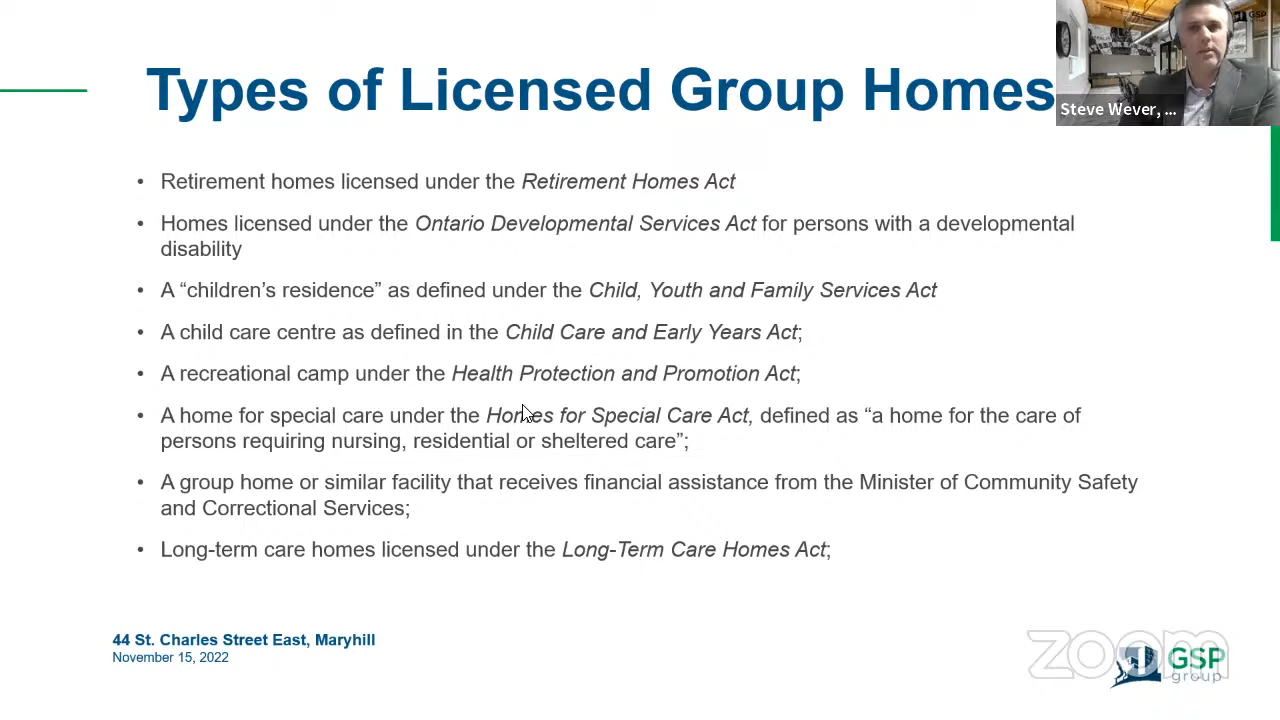 Types of Licensed Group Homes
Steve Wever, ...
• Retirement homes licensed under the Retirement Homes Act
• Homes licensed under the Ontario Developmental Services Act for persons with a developmental
disability
• A “children’s residence” as defined under the Child, Youth and Family Services Act
• A child care centre as defined in the Child Care and Early Years Act;
• A recreational camp under the Health Protection and Promotion Act;
• A home for special care under the Homes for Special Care Act, defined as “a home for the care of
persons requiring nursing, residential or sheltered care”;
• A group home or similar facility that receives financial assistance from the Minister of Community Safety
and Correctional Services;
• Long-term care homes licensed under the Long-Term Care Homes Act;
44 St. Charles Street East, Maryhill
November 15, 2022
zoom
GSP
group